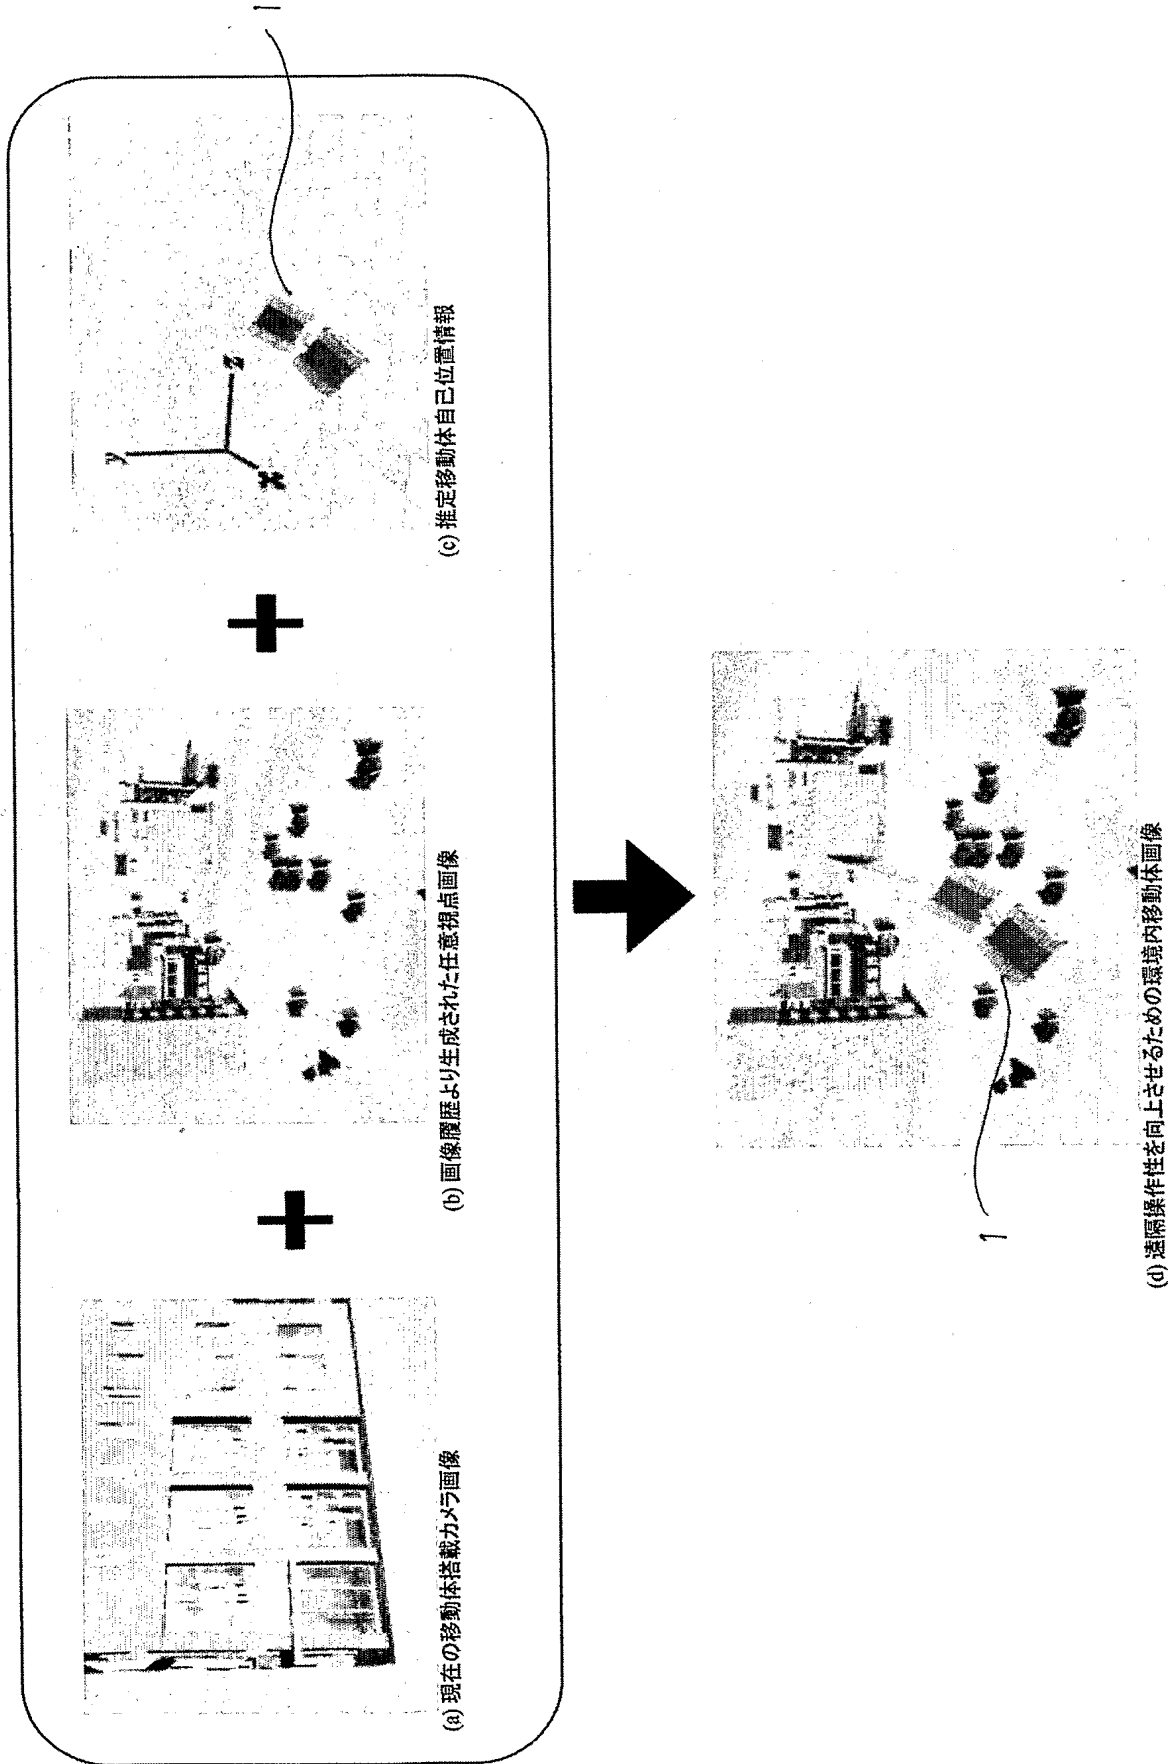 (a) 現在の移動体搭載カメラ画像
(b) 画像履歴より生成された任意視点画像
y
z
x
1
(c) 推定移動体自己位置情報
1
(d) 遠隔操作性を向上させるための環境内移動体画像